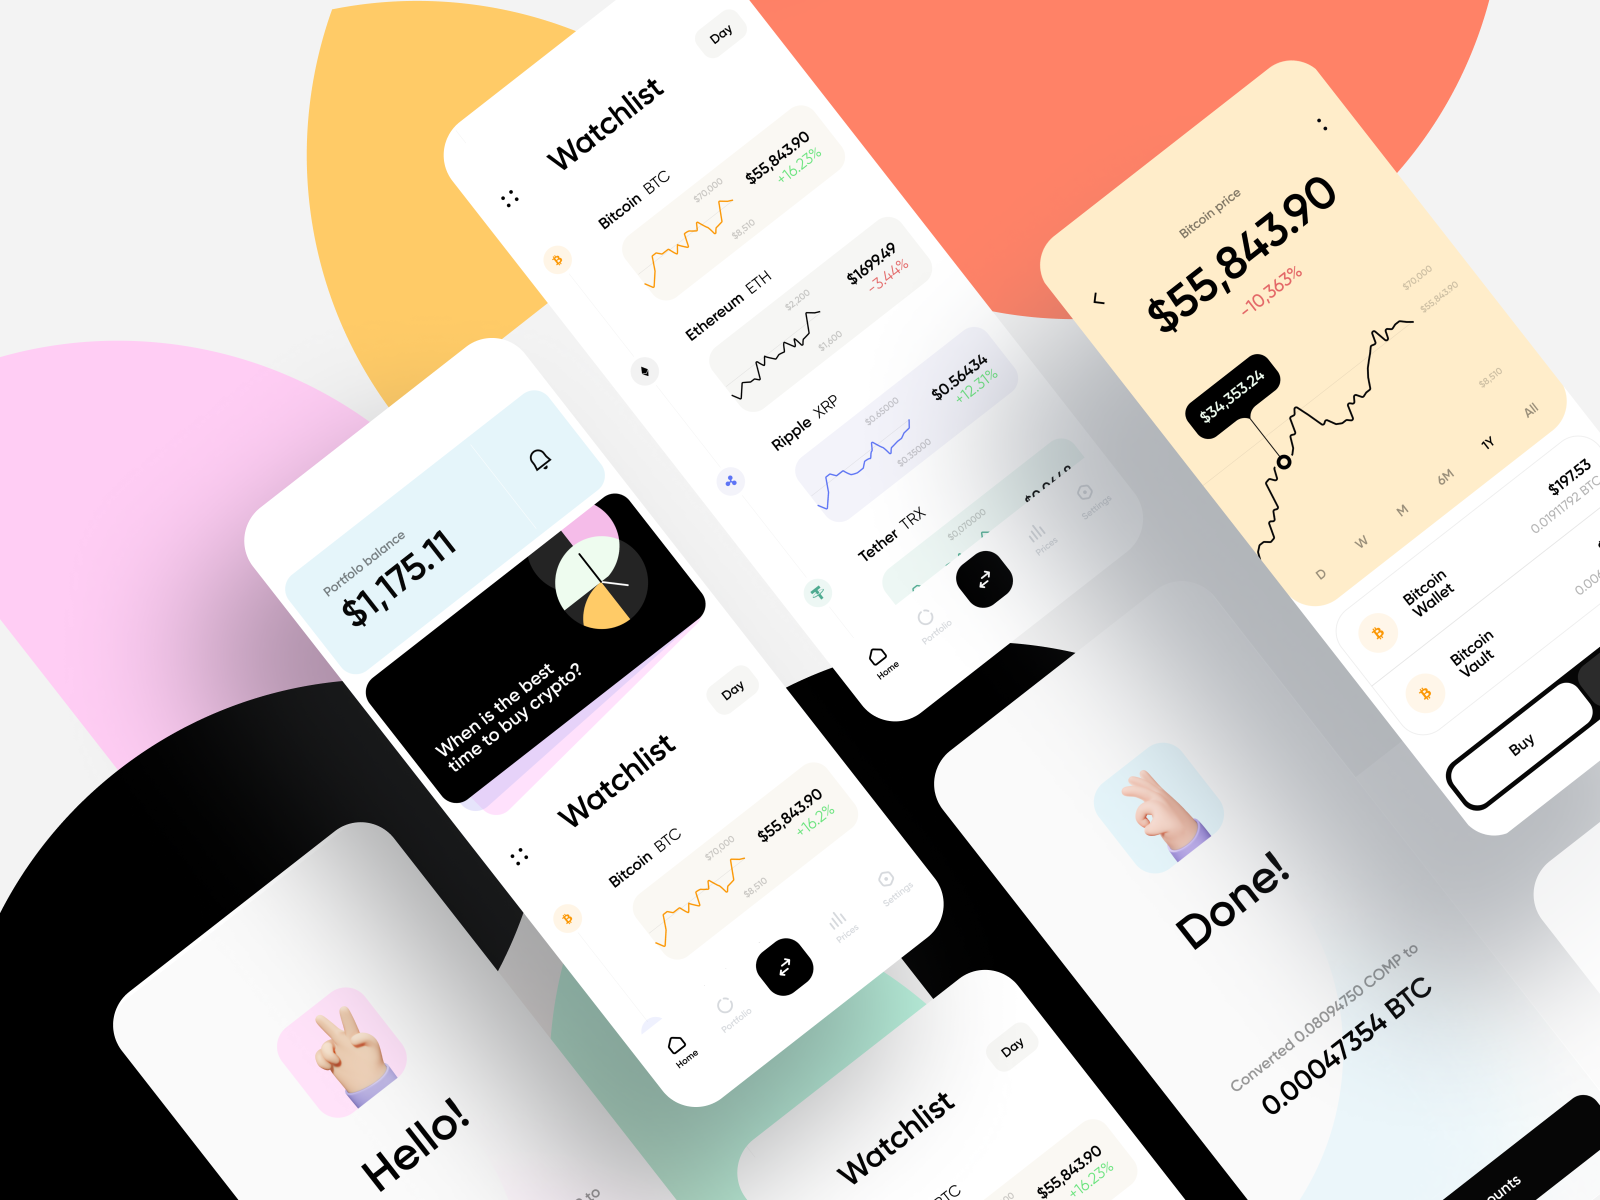 Day
Watchlist
Bitcoin BTC
$70,000
$55,843.90
+16.23%
$8,510
Ethereum ETH
$2,200
$1699.49
-3.44%
$1,600
Ripple XRP
$0.65000
$0.56434
+12.31%
$0.35000
Tether TRX
$0.070000
Home
Portfolio
Prices
Settings
Bitcoin price
$55,843.90
-10,363%
$70,000
$55,843.90
$34,353.24
$8,510
D
W
M
6M
1Y
All
Bitcoin
Wallet
$197.53
0.01911792 BTC
Bitcoin
Vault
Buy
Portfolo balance
$1,175.11
When is the best
time to buy crypto?
Day
Watchlist
Bitcoin BTC
$70,000
$55,843.90
+16.2%
$8,510
Home
Portfolio
Prices
Settings
Hello!
to
Day
Watchlist
BTC
$55,843.90
+16.23%
Done!
Converted 0.08094750 COMP to
0.00047354 BTC
ounts